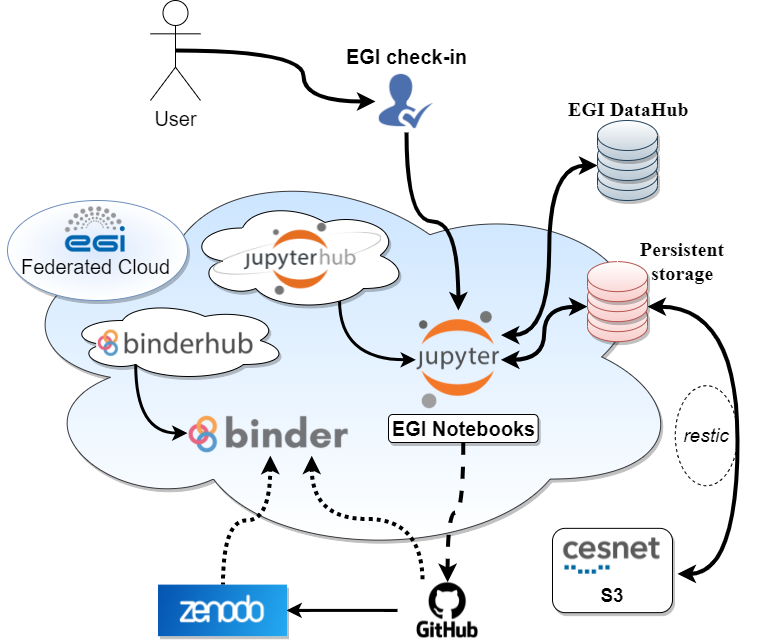 EGI check-in
User
EGI DataHub
egi
Federated Cloud
jupyterhub
Persistent
storage
binderhub
jupyter
EGI Notebooks
binder
restic
cesnet
S3
zenodo
GitHub